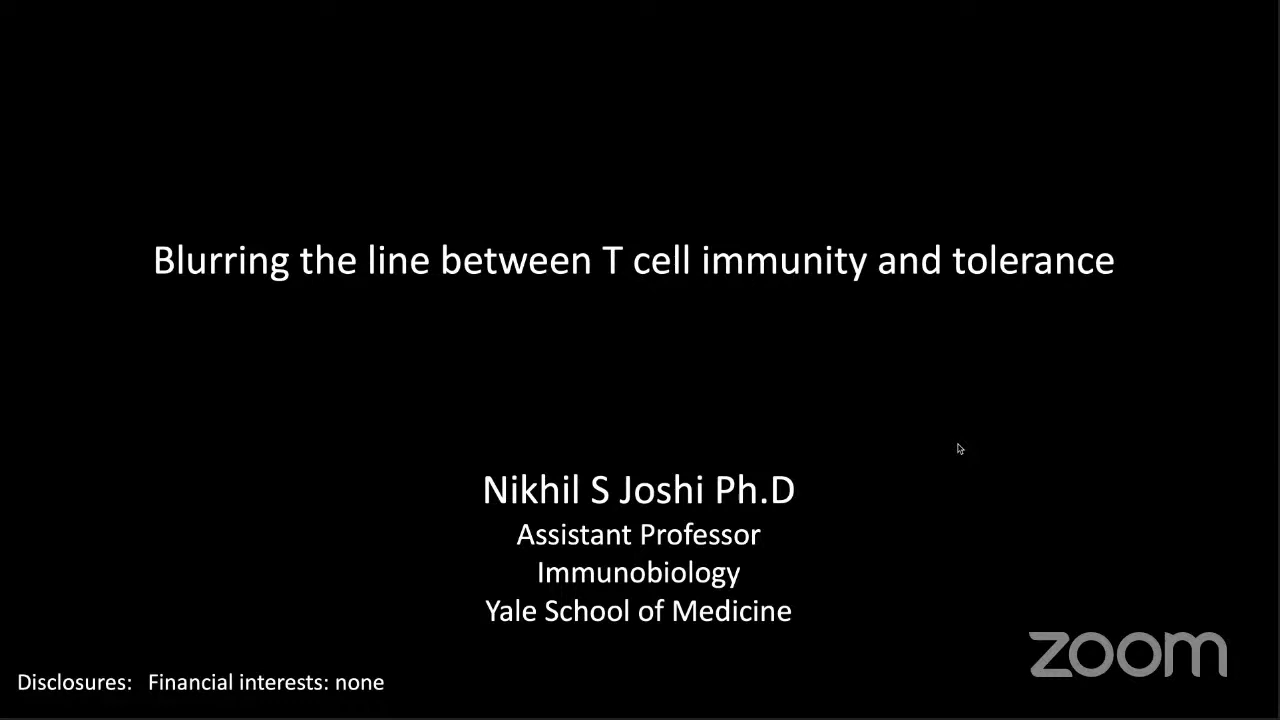 Blurring the line between T cell immunity and tolerance
Nikhil S Joshi Ph.D
Assistant Professor
Immunobiology
Yale School of Medicine
zoom
Disclosures: Financial interests: none